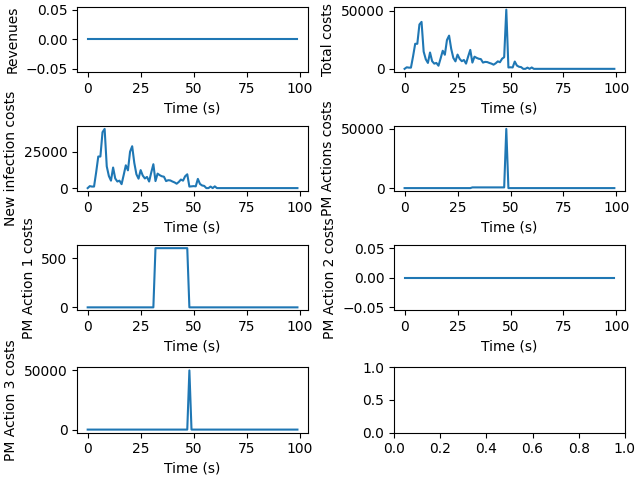 Revenues
0.05
0.00
−0.05
0 25 50 75 100
Time (s)
Total costs
50000
0
0 25 50 75 100
Time (s)
New infection costs
25000
0
0 25 50 75 100
Time (s)
PM Actions costs
50000
0
0 25 50 75 100
Time (s)
PM Action 1 costs
500
0
0 25 50 75 100
Time (s)
PM Action 2 costs
0.05
0.00
−0.05
0 25 50 75 100
Time (s)
PM Action 3 costs
50000
0
0 25 50 75 100
Time (s)
1.0
0.5
0.0
0.0 0.2 0.4 0.6 0.8 1.0